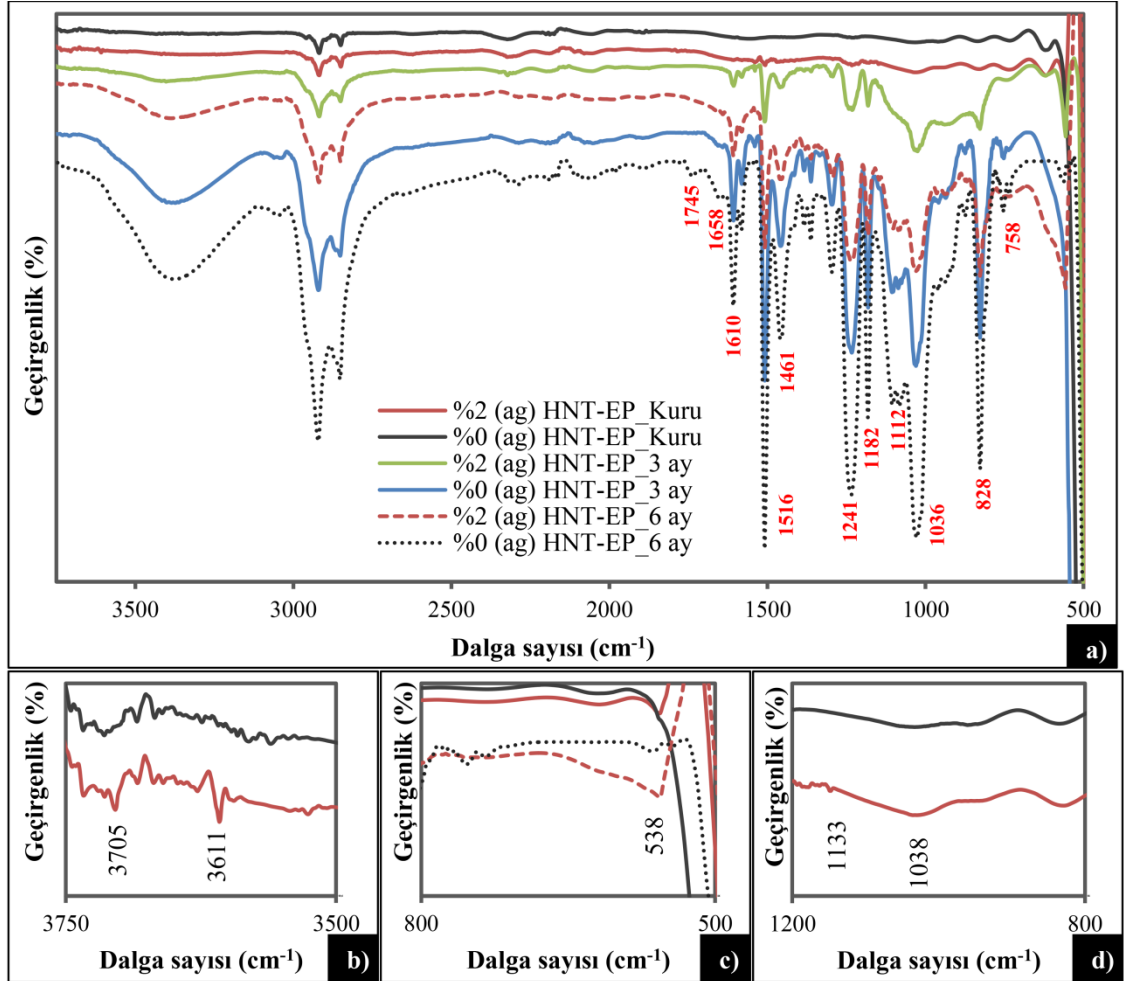 Geçirgenlik (%)
1745
1658
1610
1516
1461
1241
1182
1112
1036
828
758
%2 (ag) HNT-EP_Kuru
%0 (ag) HNT-EP_Kuru
%2 (ag) HNT-EP_3 ay
%0 (ag) HNT-EP_3 ay
%2 (ag) HNT-EP_6 ay
%0 (ag) HNT-EP_6 ay
3500 3000 2500 2000 1500 1000 500
Dalga sayısı (cm-1)
a)
Geçirgenlik (%)
3705
3611
3750 3500
Dalga sayısı (cm-1)
b)
Geçirgenlik (%)
538
800 500
Dalga sayısı (cm-1)
c)
Geçirgenlik (%)
1133
1038
1200 800
Dalga sayısı (cm-1)
d)